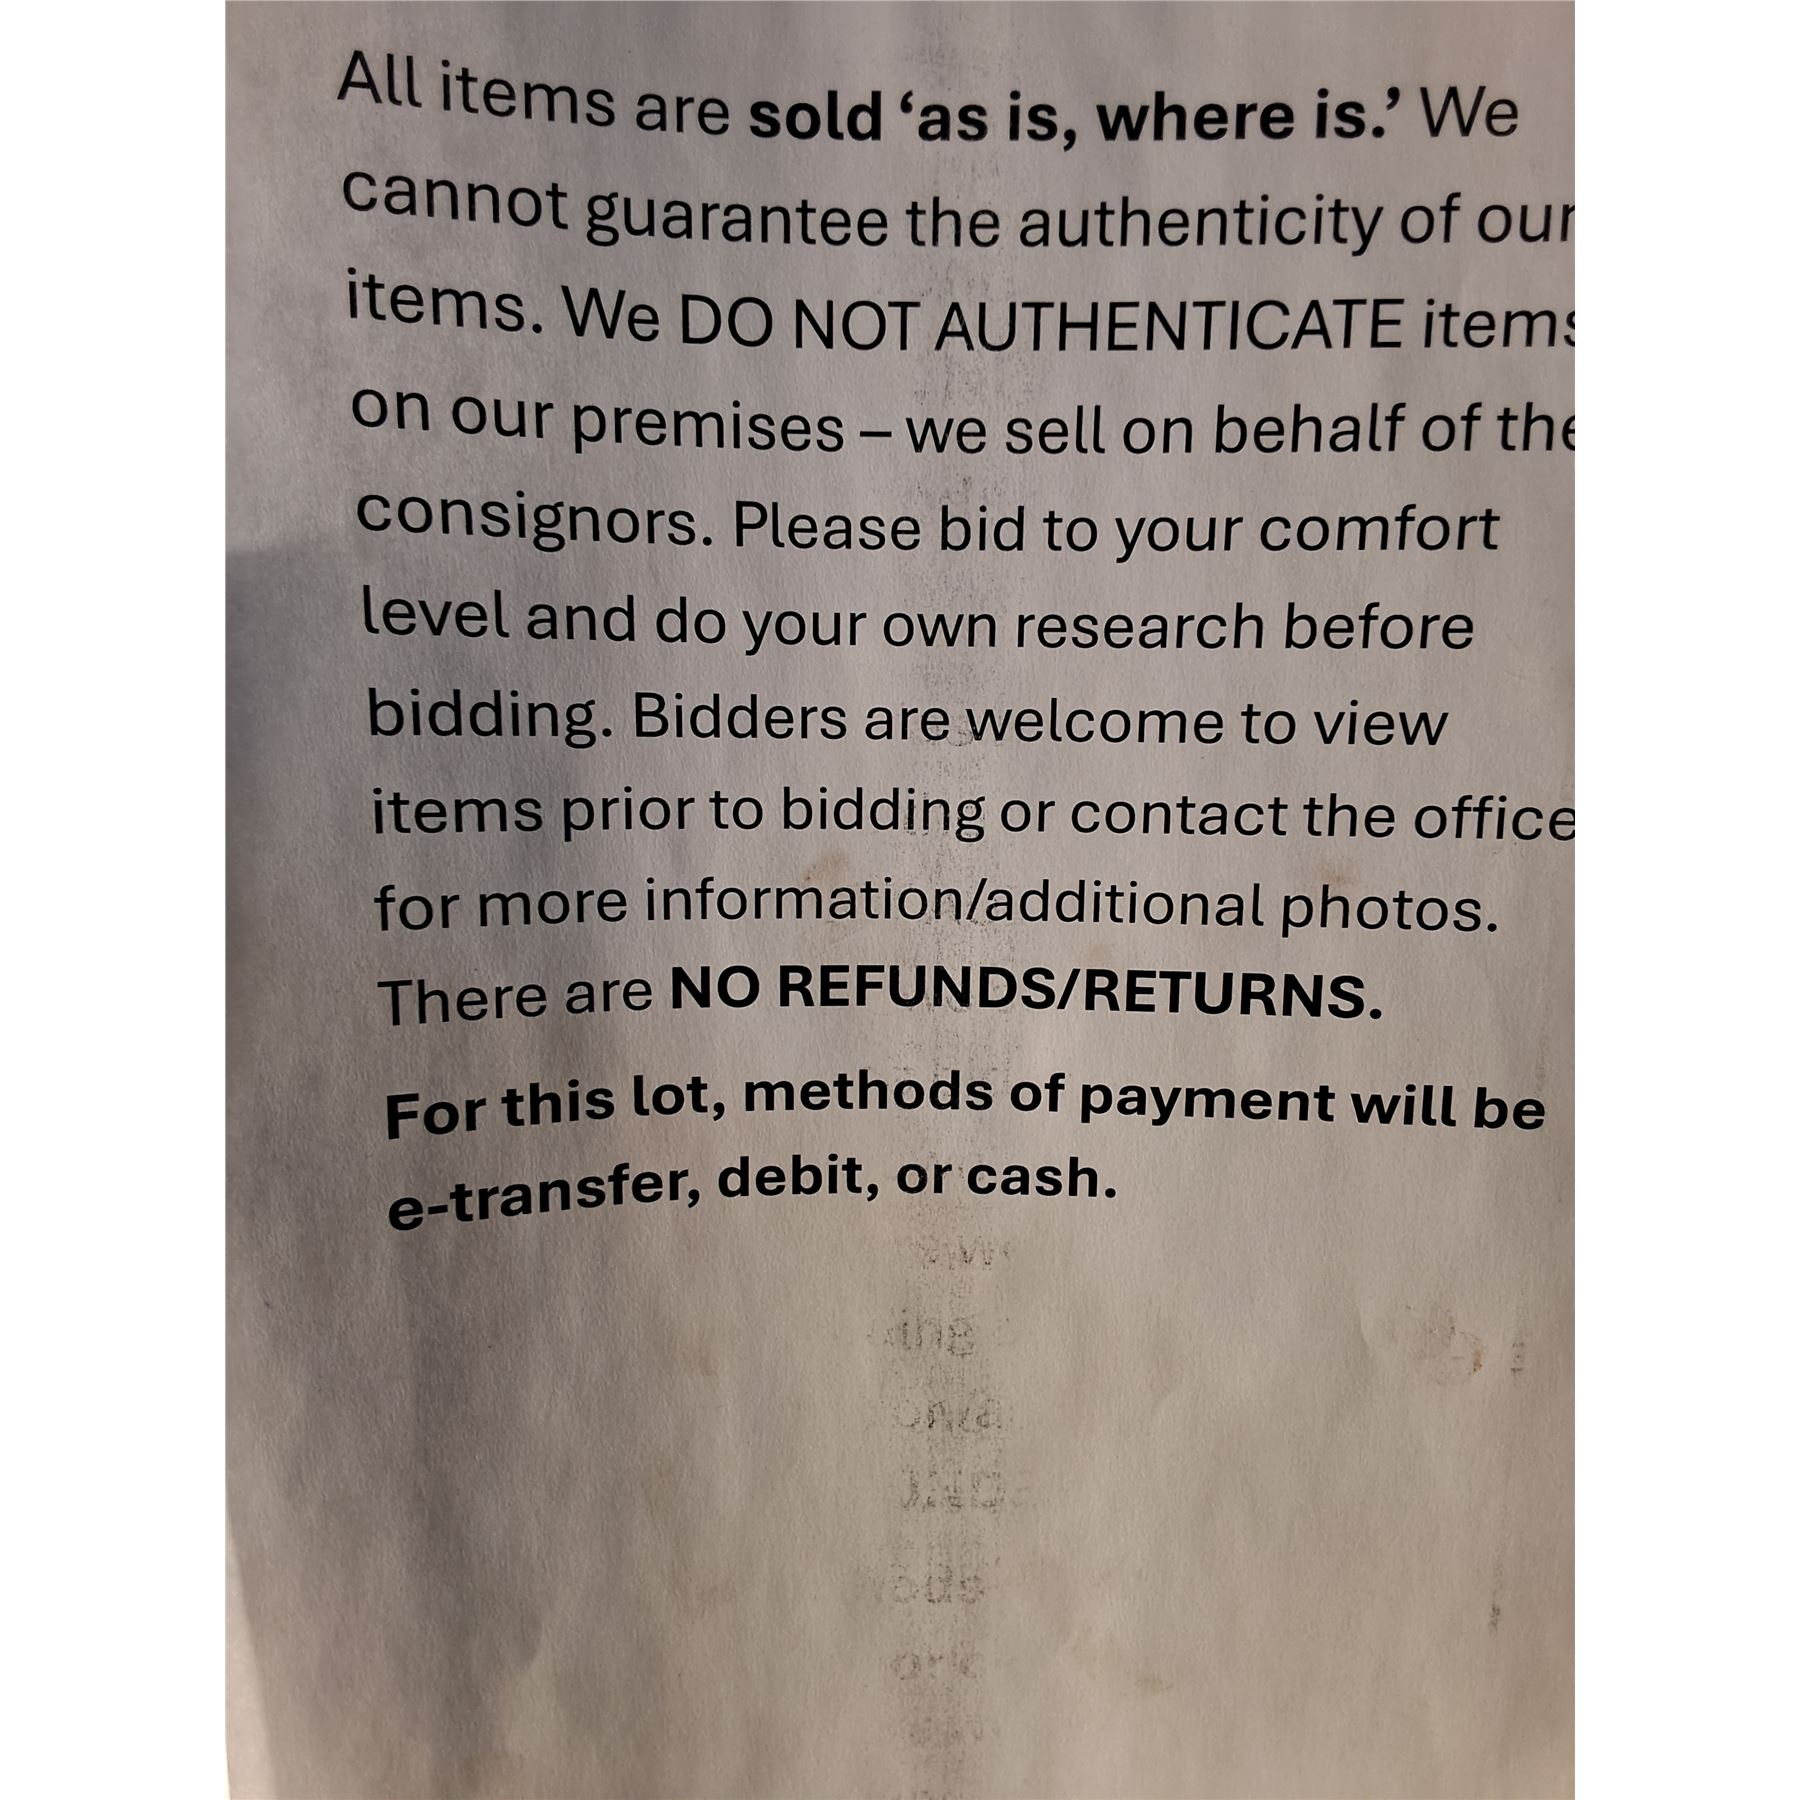 All items are sold ‘as is, where is.’ We
cannot guarantee the authenticity of our
items. We DO NOT AUTHENTICATE items
on our premises – we sell on behalf of the
consignors. Please bid to your comfort
level and do your own research before
bidding. Bidders are welcome to view
items prior to bidding or contact the office
for more information/additional photos.
There are NO REFUNDS/RETURNS.
For this lot, methods of payment will be
e-transfer, debit, or cash.